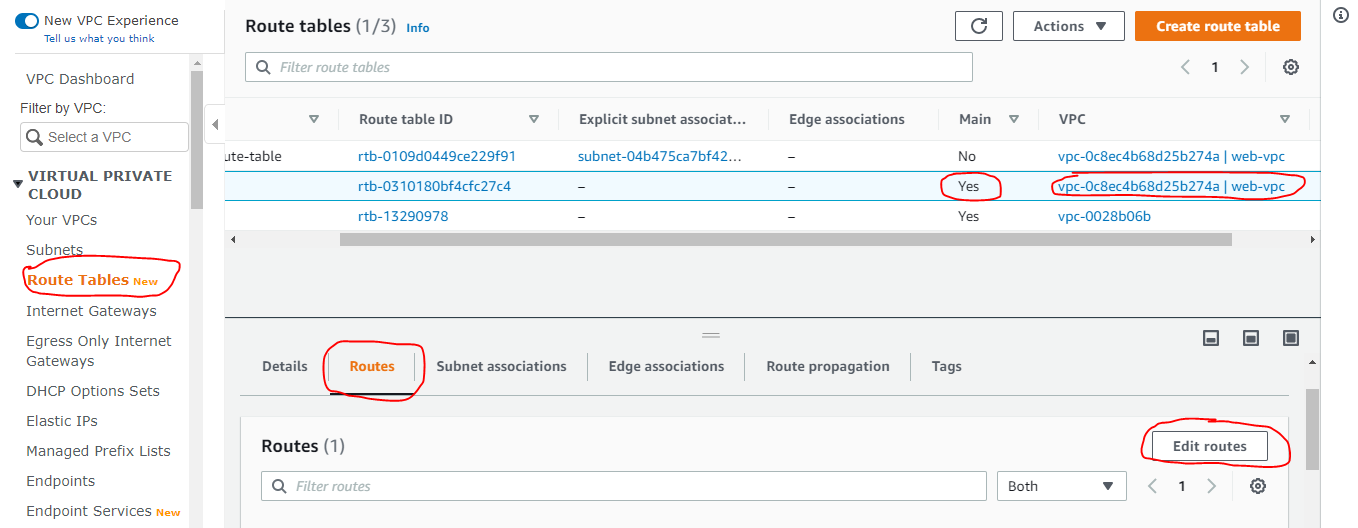 New VPC Experience
Tell us what you think
VPC Dashboard
Filter by VPC:
Select a VPC
VIRTUAL PRIVATE
CLOUD
Your VPCs
Subnets
Route Tables New
Internet Gateways
Egress Only Internet
Gateways
DHCP Options Sets
Elastic IPs
Managed Prefix Lists
Endpoints
Endpoint Services New
Route tables (1/3) Info
Actions
Create route table
Filter route tables
1
Route table ID Explicit subnet associat... Edge associations Main VPC
ute-table rtb-0109d0449ce229f91 subnet-04b475ca7bf42... – No vpc-0c8ec4b68d25b274a | web-vpc
rtb-0310180bf4cfc27c4 – – Yes vpc-0c8ec4b68d25b274a | web-vpc
rtb-13290978 – – Yes vpc-0028b06b
Details Routes Subnet associations Edge associations Route propagation Tags
Routes (1)
Edit routes
Filter routes
Both
1